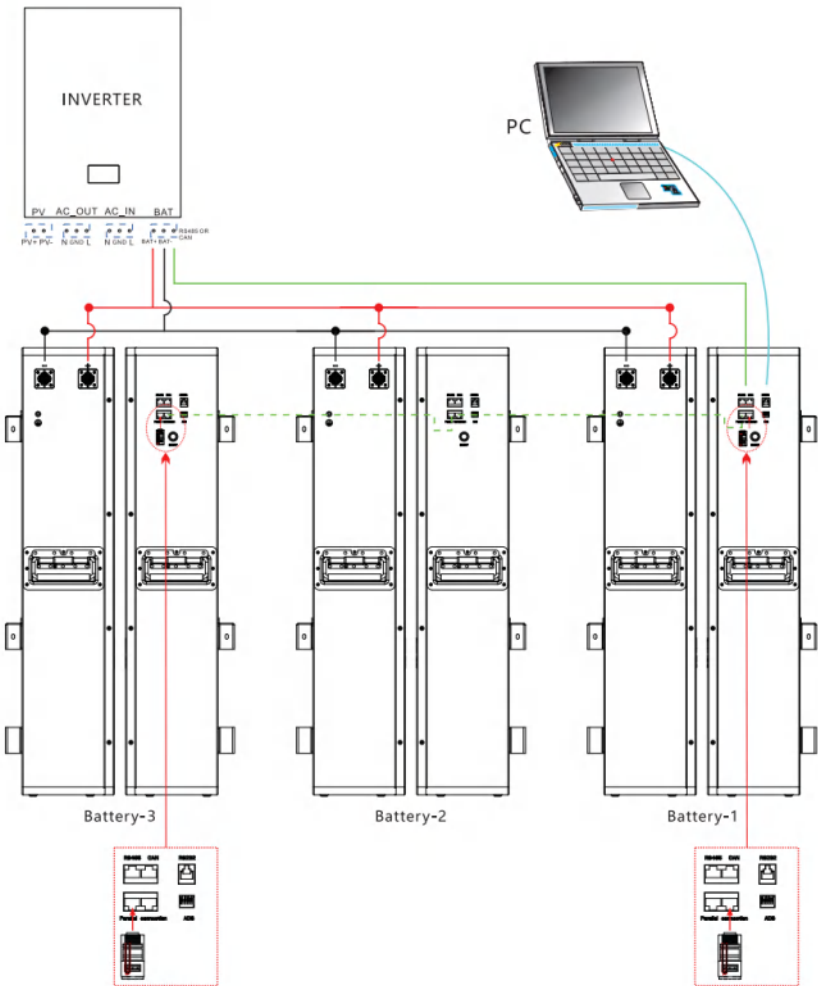 INVERTER
PC
PV AC_OUT AC_IN BAT
PV+ PV- N GND L N GND L BAT+ BAT- RS485 OR
CAN
Battery-3 Battery-2 Battery-1
RS485 CAN RS232
Parallel connection ADS
RS485 CAN RS232
Parallel connection ADS